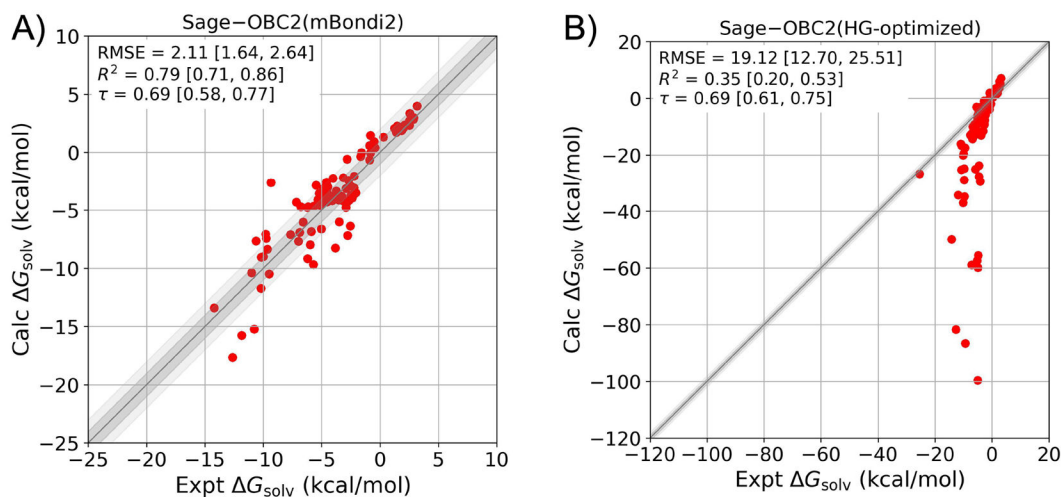 A)
Sage−OBC2(mBondi2)
RMSE = 2.11 [1.64, 2.64]
R² = 0.79 [0.71, 0.86]
τ = 0.69 [0.58, 0.77]
10
5
0
−5
−10
−15
−20
−25
Calc ΔG_solv (kcal/mol)
−25 −20 −15 −10 −5 0 5 10
Expt ΔG_solv (kcal/mol)
B)
Sage−OBC2(HG-optimized)
RMSE = 19.12 [12.70, 25.51]
R² = 0.35 [0.20, 0.53]
τ = 0.69 [0.61, 0.75]
20
0
−20
−40
−60
−80
−100
−120
Calc ΔG_solv (kcal/mol)
−120 −100 −80 −60 −40 −20 0 20
Expt ΔG_solv (kcal/mol)